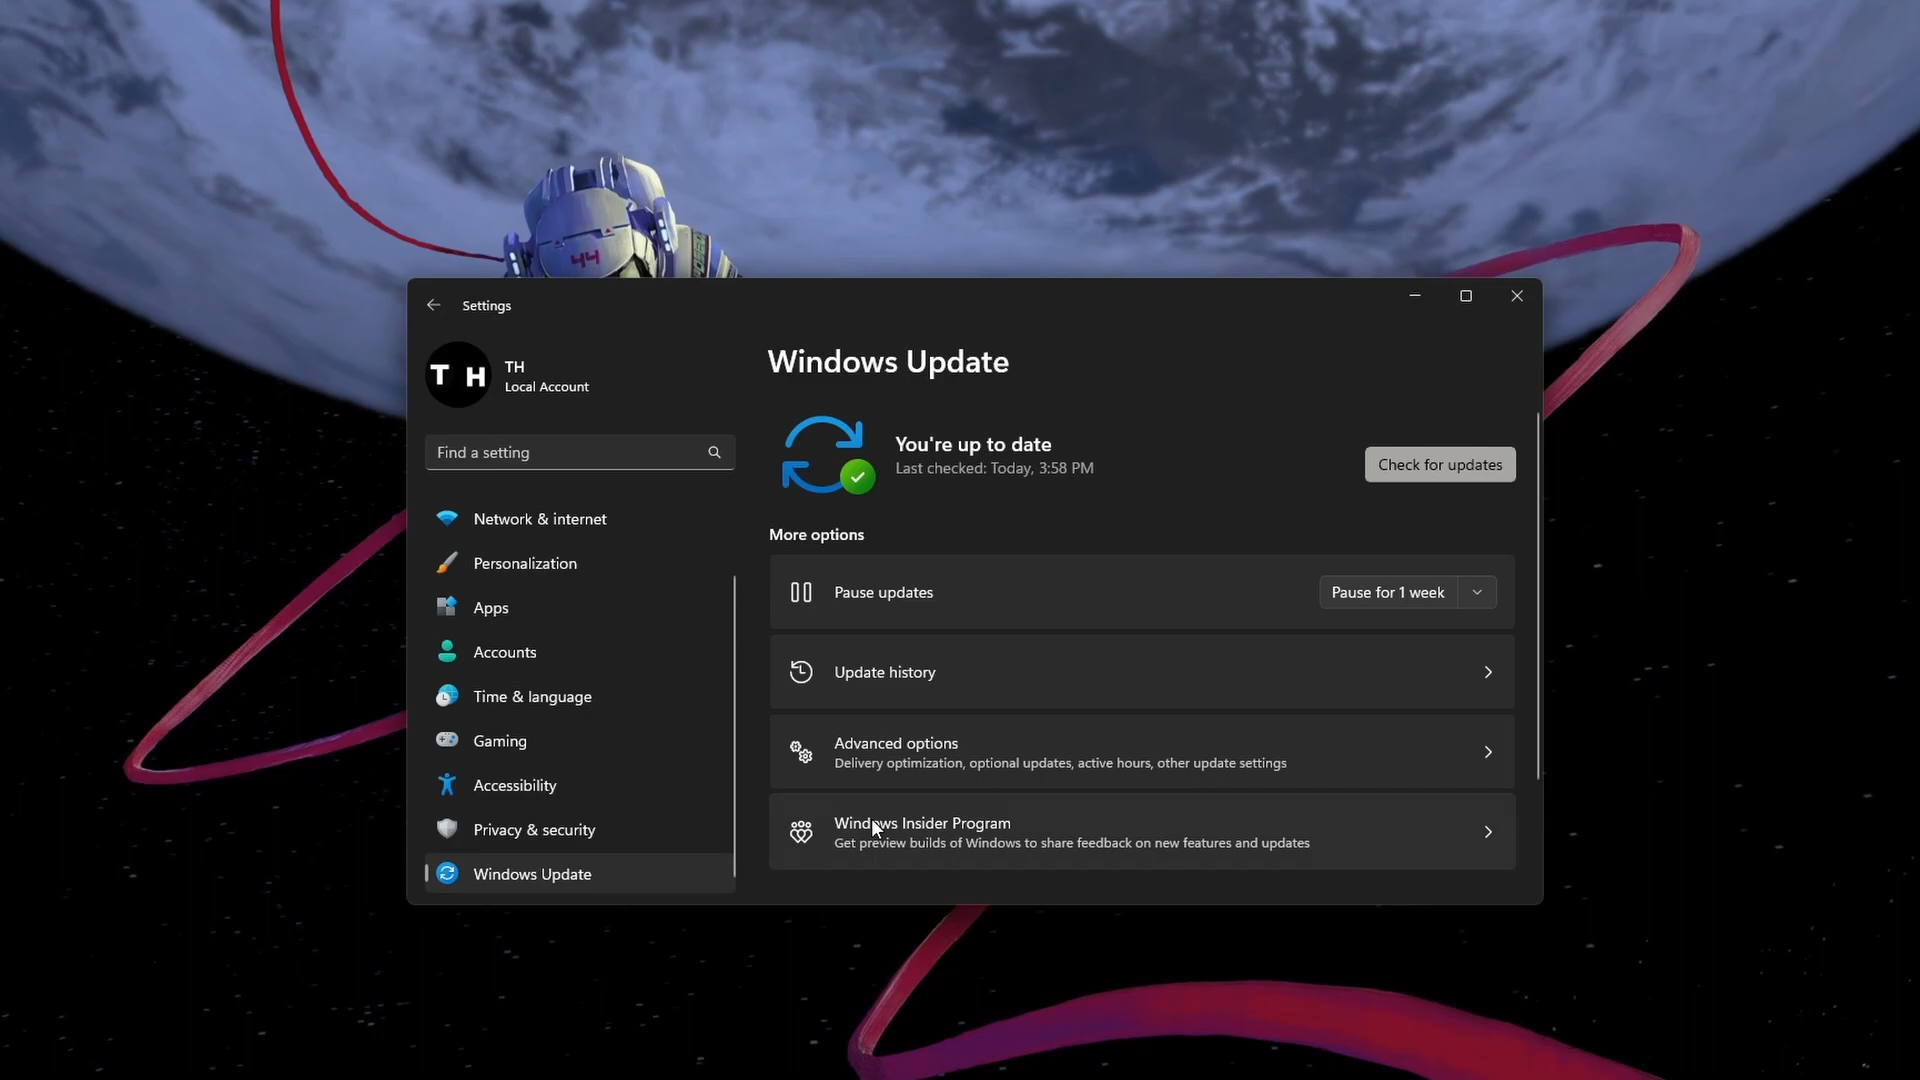 44
Settings
T H
TH
Local Account
Find a setting
Network & internet
Personalization
Apps
Accounts
Time & language
Gaming
Accessibility
Privacy & security
Windows Update
Windows Update
You're up to date
Last checked: Today, 3:58 PM
Check for updates
More options
Pause updates
Pause for 1 week
Update history
Advanced options
Delivery optimization, optional updates, active hours, other update settings
Windows Insider Program
Get preview builds of Windows to share feedback on new features and updates